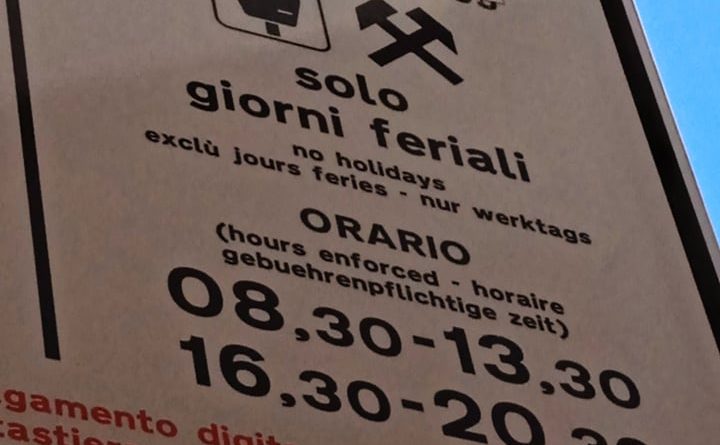 solo
giorni feriali
no holidays
exclù jours feries - nur werktags
ORARIO
(hours enforced - horaire
gebuehrenpflichtige zeit)
08,30-13,30
16,30-20,30